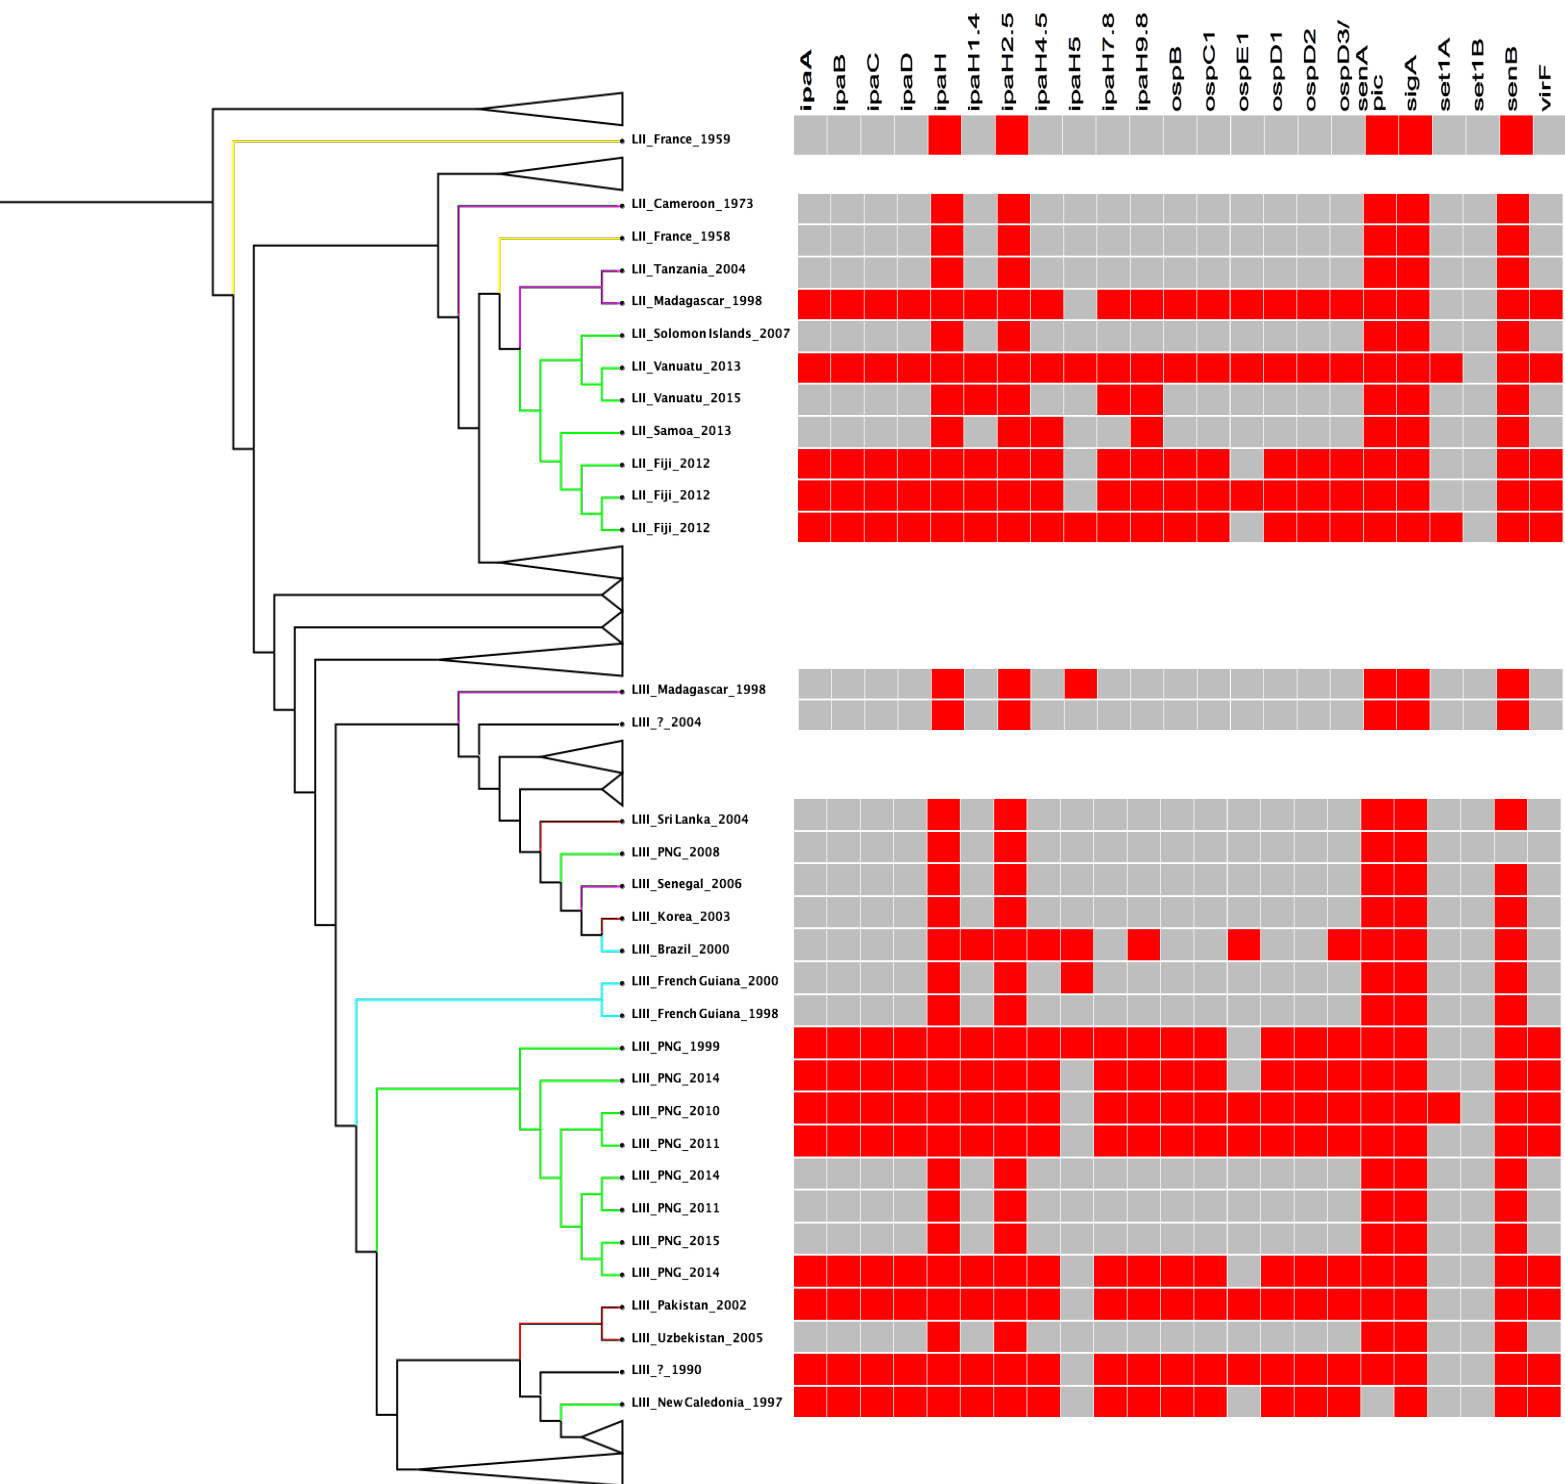 ipaA
ipaB
ipaC
ipaD
ipaH
ipaH1.4
ipaH2.5
ipaH4.5
ipaH5
ipaH7.8
ipaH9.8
ospB
ospC1
ospE1
ospD1
ospD2
ospD3/
senA
pic
sigA
set1A
set1B
senB
virF
LII_France_1959
LII_Cameroon_1973
LII_France_1958
LII_Tanzania_2004
LII_Madagascar_1998
LII_Solomon Islands_2007
LII_Vanuatu_2013
LII_Vanuatu_2015
LII_Samoa_2013
LII_Fiji_2012
LII_Fiji_2012
LII_Fiji_2012
LIII_Madagascar_1998
LIII_?_2004
LIII_Sri Lanka_2004
LIII_PNG_2008
LIII_Senegal_2006
LIII_Korea_2003
LIII_Brazil_2000
LIII_French Guiana_2000
LIII_French Guiana_1998
LIII_PNG_1999
LIII_PNG_2014
LIII_PNG_2010
LIII_PNG_2011
LIII_PNG_2014
LIII_PNG_2011
LIII_PNG_2015
LIII_PNG_2014
LIII_Pakistan_2002
LIII_Uzbekistan_2005
LIII_?_1990
LIII_New Caledonia_1997